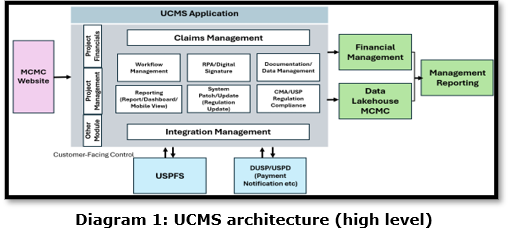 UCMS Application
Project Financials
Project Management
Other Module
Claims Management
Workflow
Management
RPA/Digital
Signature
Documentation/
Data Management
Reporting
(Report/Dashboard/
Mobile View)
System
Patch/Update
(Regulation
Update)
CMA/USP
Regulation
Compliance
Integration Management
MCMC
Website
Financial
Management
Data
Lakehouse
MCMC
Management
Reporting
Customer-Facing Control
USPFS
DUSP/USPD
(Payment
Notification etc)
Diagram 1: UCMS architecture (high level)